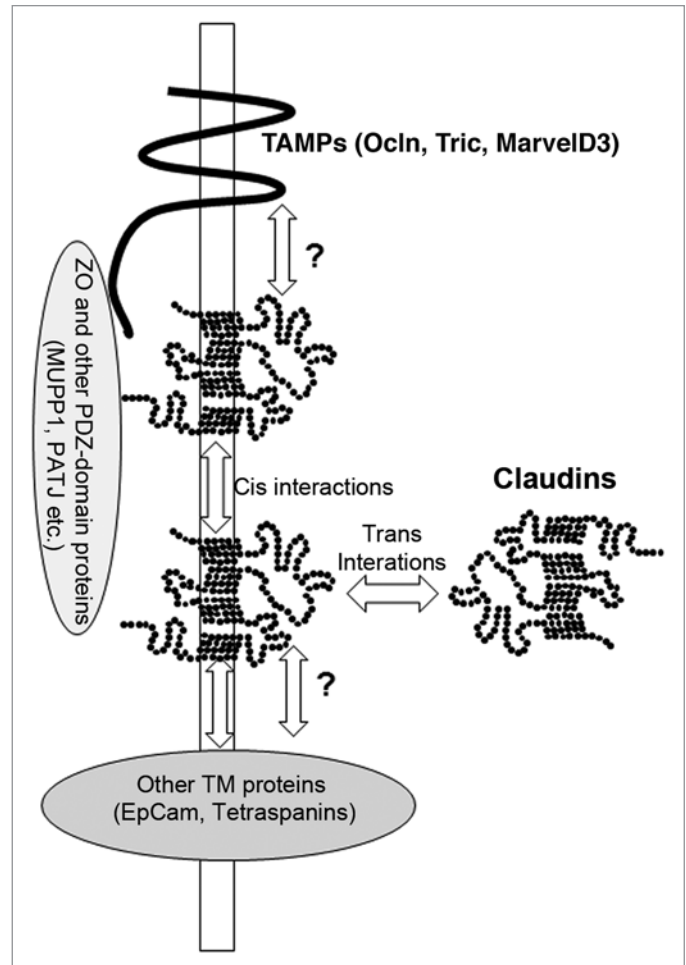 TAMPs (Ocln, Tric, MarvelD3)
?
ZO and other PDZ-domain proteins
(MUPP1, PATJ etc.)
Cis interactions
Claudins
Trans
Interations
?
Other TM proteins
(EpCam, Tetraspanins)